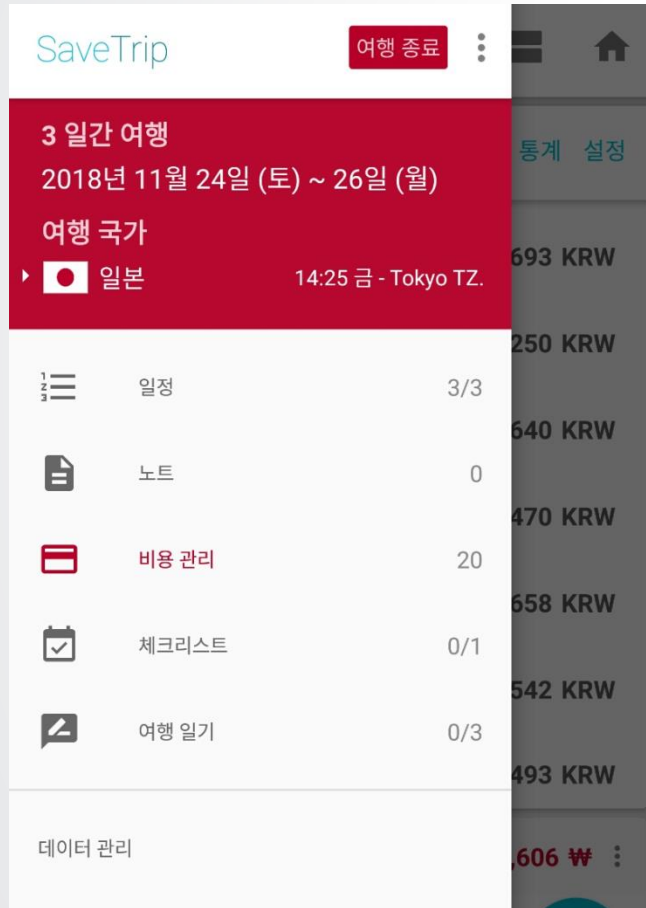 SaveTrip 여행 종료
3 일간 여행
2018년 11월 24일 (토) ~ 26일 (월)
여행 국가
일본 14:25 금 - Tokyo TZ.
일정 3/3
노트 0
비용 관리 20
체크리스트 0/1
여행 일기 0/3
데이터 관리
통계 설정
693 KRW
250 KRW
640 KRW
470 KRW
658 KRW
542 KRW
493 KRW
,606 ₩